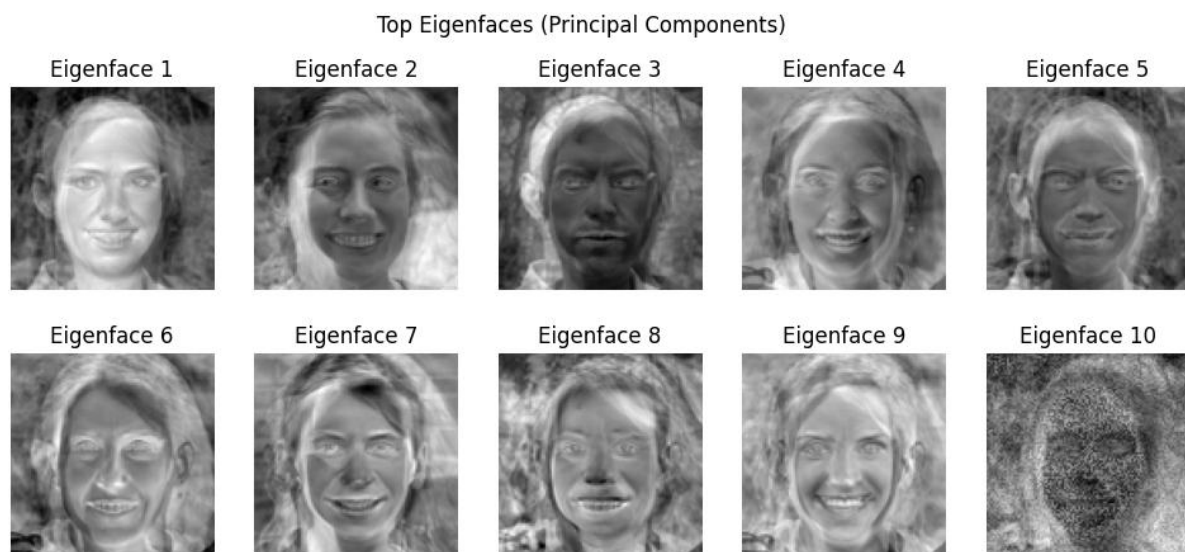 Top Eigenfaces (Principal Components)
Eigenface 1 Eigenface 2 Eigenface 3 Eigenface 4 Eigenface 5
Eigenface 6 Eigenface 7 Eigenface 8 Eigenface 9 Eigenface 10